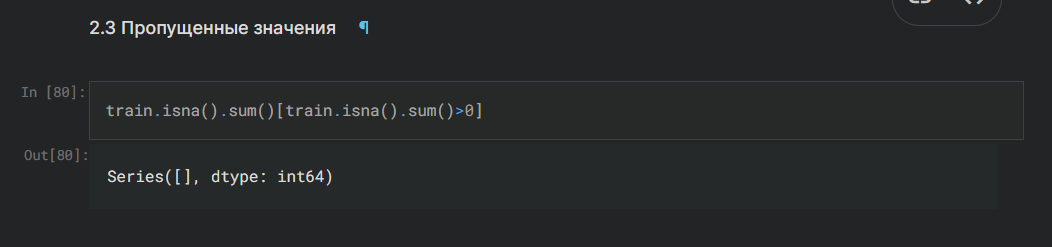 2.3 Пропущенные значения ¶
In [80]:
train.isna().sum()[train.isna().sum()>0]
Out[80]:
Series([], dtype: int64)